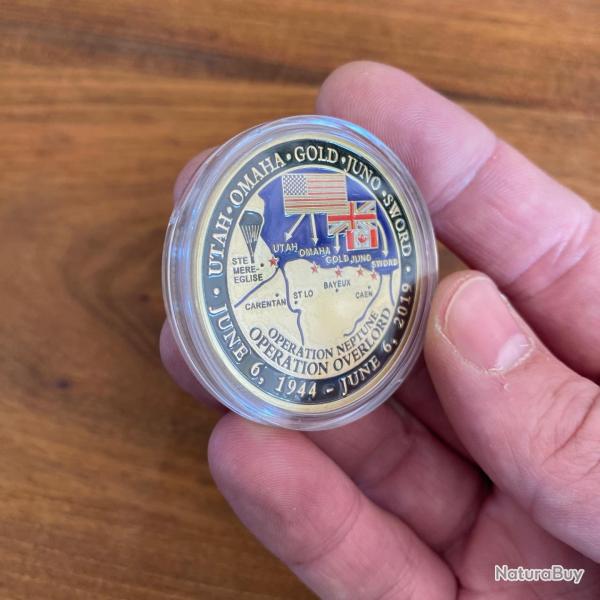 UTAH • OMAHA • GOLD • JUNO • SWORD •
JUNE 6, 1944 - JUNE 6, 2019
UTAH
OMAHA
GOLD
JUNO
SWORD
STE
MERE-
EGLISE
CARENTAN
ST LO
BAYEUX
CAEN
OPERATION NEPTUNE
OPERATION OVERLORD
NaturaBuy